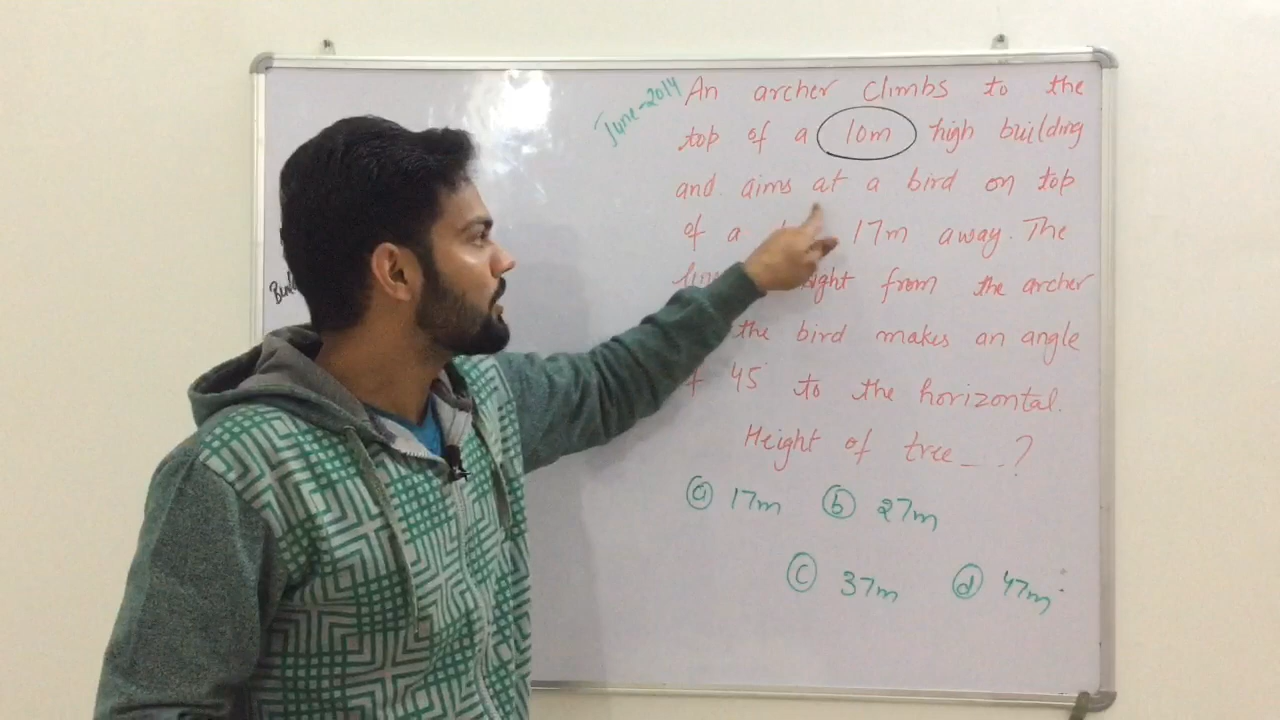 June-2014
An archer climbs to the
top of a 10m high building
and aims at a bird on top
of a 17m away. The
from the archer
the bird makes an angle
45° to the horizontal.
Height of tree ---?
ⓐ 17m ⓑ 27m
ⓒ 37m ⓓ 47m